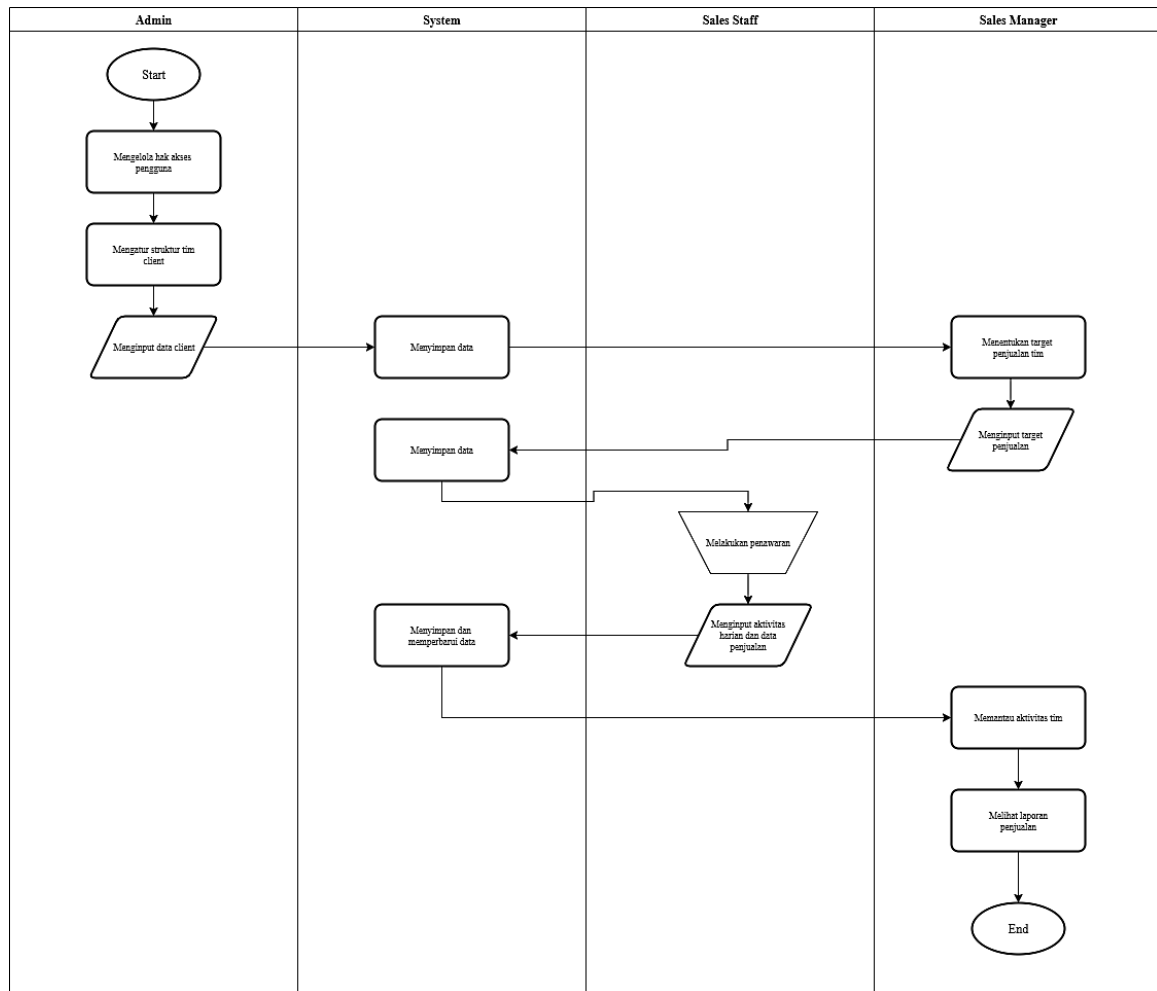 Admin
System
Sales Staff
Sales Manager
Start
Mengelola hak akses
pengguna
Mengatur struktur tim
client
Menginput data client
Menyimpan data
Menentukan target
penjualan tim
Menyimpan data
Menginput target
penjualan
Melakukan penawaran
Menyimpan dan
memperbarui data
Menginput aktivitas
harian dan data
penjualan
Memantau aktivitas tim
Melihat laporan
penjualan
End